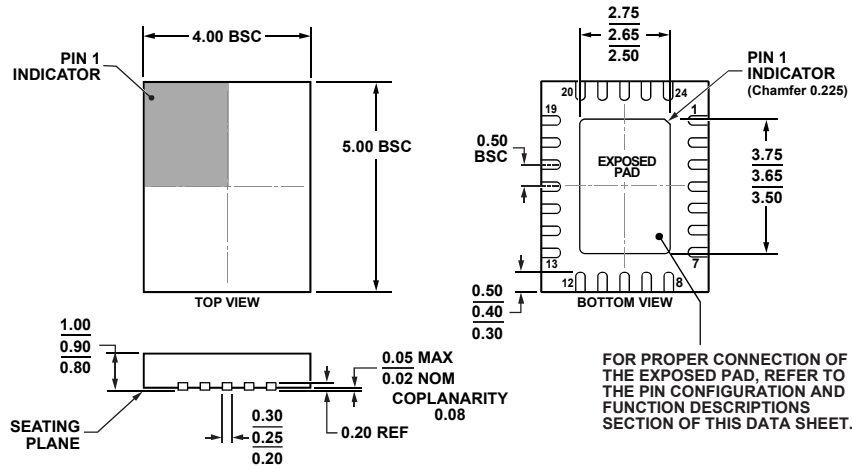 4.00 BSC
PIN 1
INDICATOR
5.00 BSC
TOP VIEW
2.75
2.65
2.50
PIN 1
INDICATOR
(Chamfer 0.225)
20
24
19
1
0.50
BSC
EXPOSED
PAD
3.75
3.65
3.50
13
7
12
8
BOTTOM VIEW
0.50
0.40
0.30
1.00
0.90
0.80
0.05 MAX
0.02 NOM
COPLANARITY
0.08
SEATING
PLANE
0.30
0.25
0.20
0.20 REF
FOR PROPER CONNECTION OF
THE EXPOSED PAD, REFER TO
THE PIN CONFIGURATION AND
FUNCTION DESCRIPTIONS
SECTION OF THIS DATA SHEET.